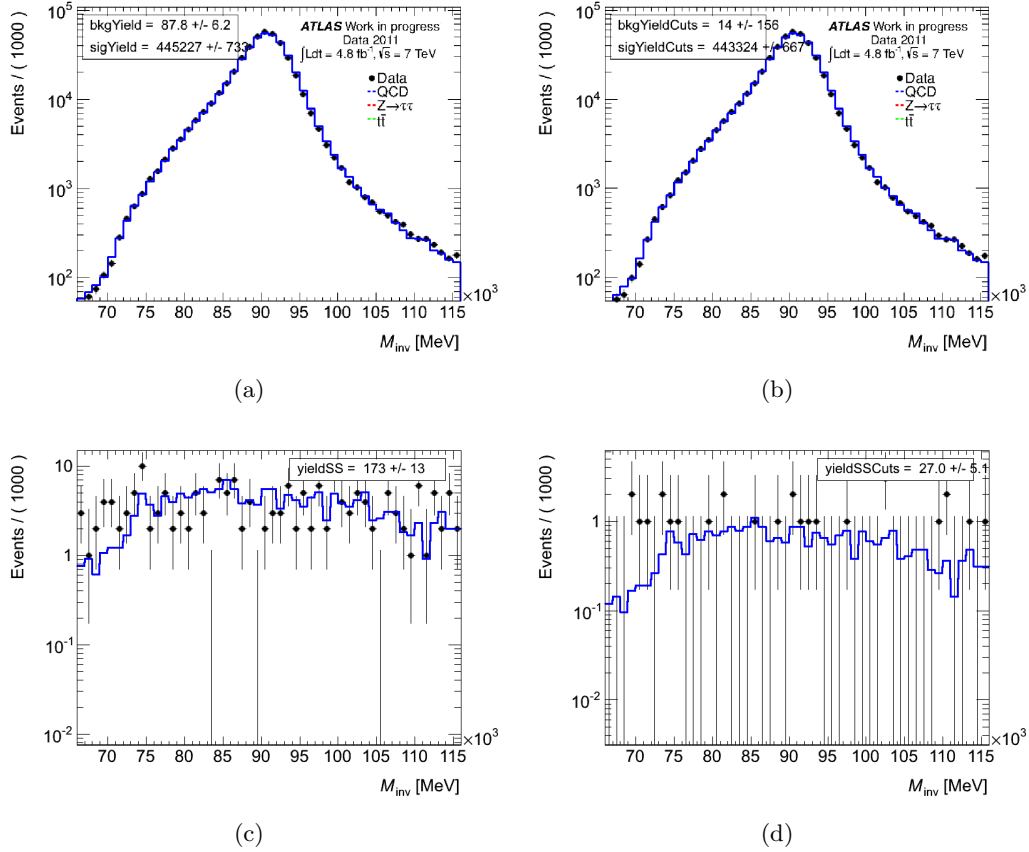 bkgYield = 87.8 +/- 6.2
sigYield = 445227 +/- 733
ATLAS Work in progress
Data 2011
∫Ldt = 4.8 fb⁻¹, √s = 7 TeV
Data
QCD
Z→ττ
tt̄
Events / ( 1000 )
10⁵
10⁴
10³
10²
70 75 80 85 90 95 100 105 110 115
×10³
M_inv [MeV]
(a)
bkgYieldCuts = 14 +/- 156
sigYieldCuts = 443324 +/- 667
ATLAS Work in progress
Data 2011
∫Ldt = 4.8 fb⁻¹, √s = 7 TeV
Data
QCD
Z→ττ
tt̄
Events / ( 1000 )
10⁵
10⁴
10³
10²
70 75 80 85 90 95 100 105 110 115
×10³
M_inv [MeV]
(b)
yieldSS = 173 +/- 13
Events / ( 1000 )
10
1
10⁻¹
10⁻²
70 75 80 85 90 95 100 105 110 115
×10³
M_inv [MeV]
(c)
yieldSSCuts = 27.0 +/- 5.1
Events / ( 1000 )
1
10⁻¹
10⁻²
70 75 80 85 90 95 100 105 110 115
×10³
M_inv [MeV]
(d)